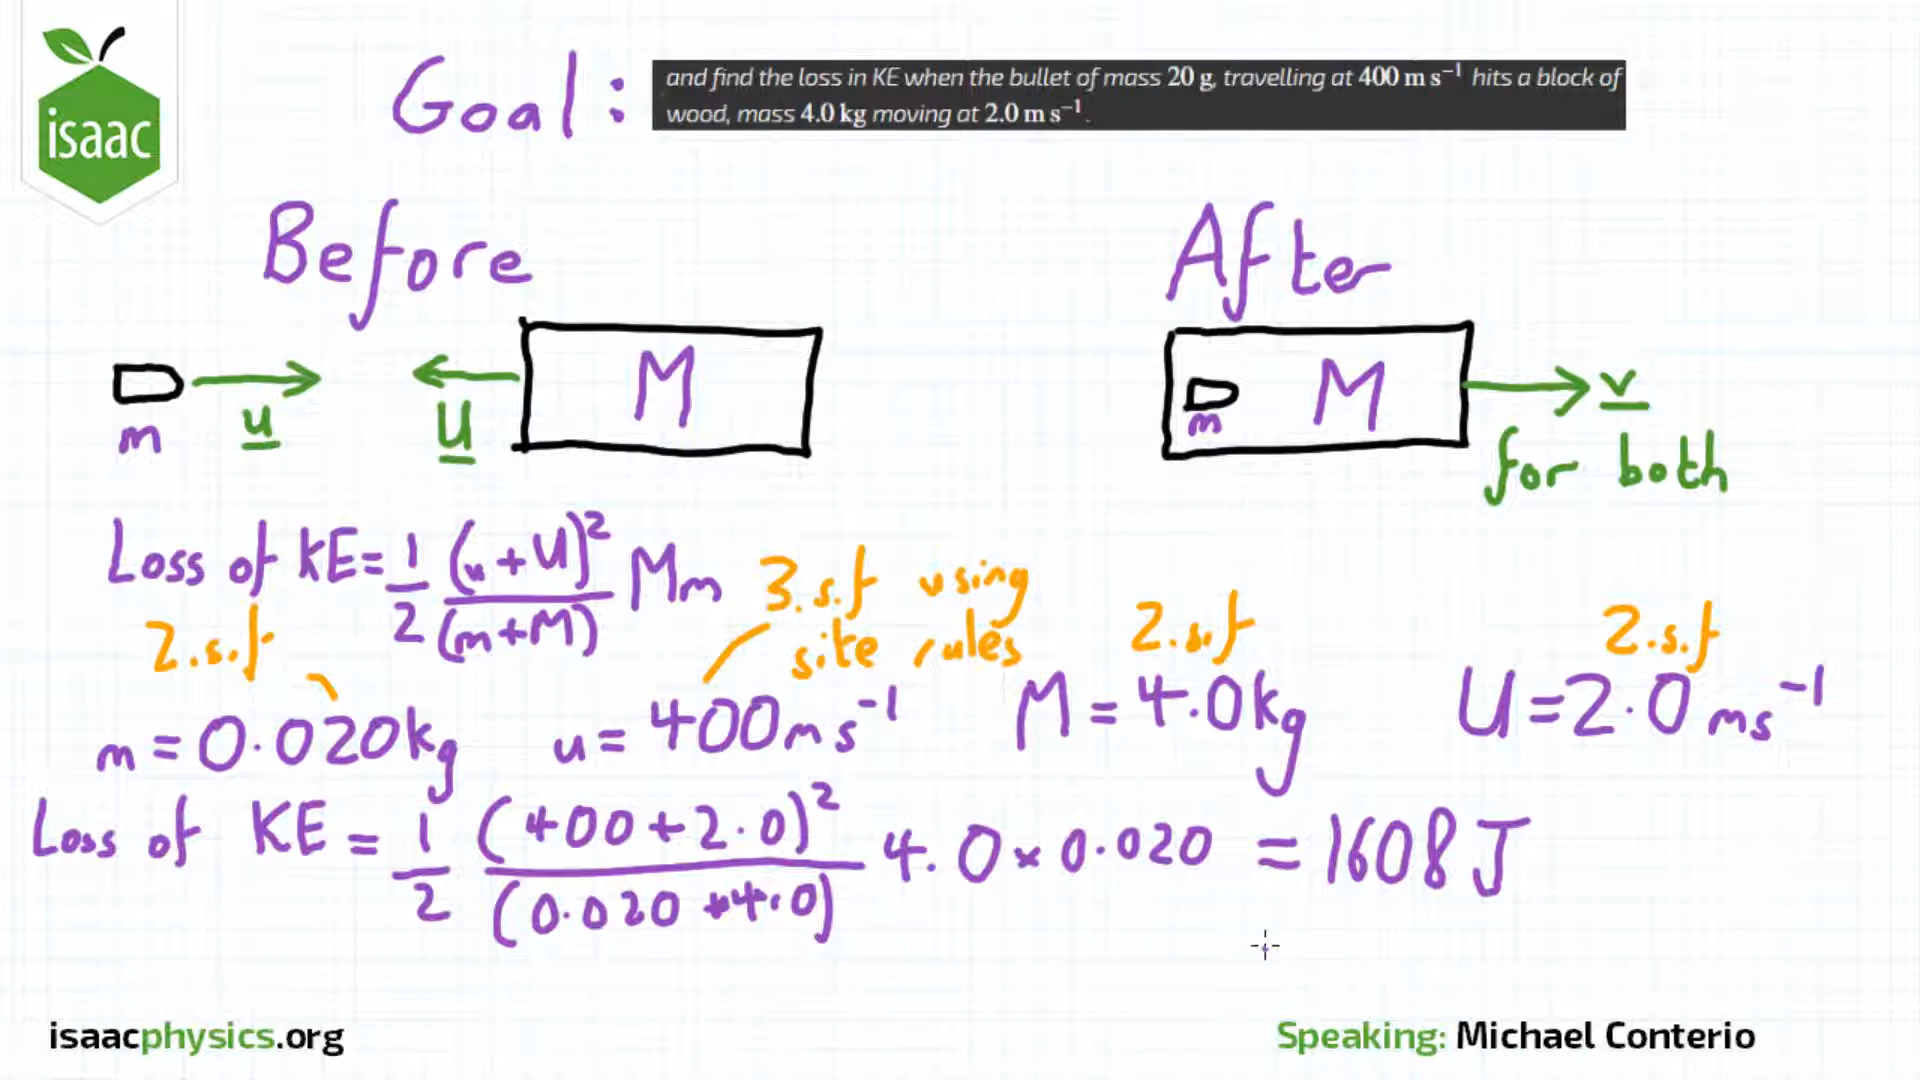 isaac
Goal:
and find the loss in KE when the bullet of mass 20 g, travelling at 400 m s⁻¹ hits a block of
wood, mass 4.0 kg moving at 2.0 m s⁻¹.
Before
After
m
u
U
M
m
M
v
for both
Loss of KE = 1/2 (u+U)²/(m+M) Mm
3.s.f using
site rules
2.s.f
2.s.f
2.s.f
m = 0.020kg
u = 400ms⁻¹
M = 4.0kg
U = 2.0ms⁻¹
Loss of KE = 1/2 (400+2.0)²/(0.020+4.0) 4.0×0.020 = 1608 J
isaacphysics.org
Speaking: Michael Conterio